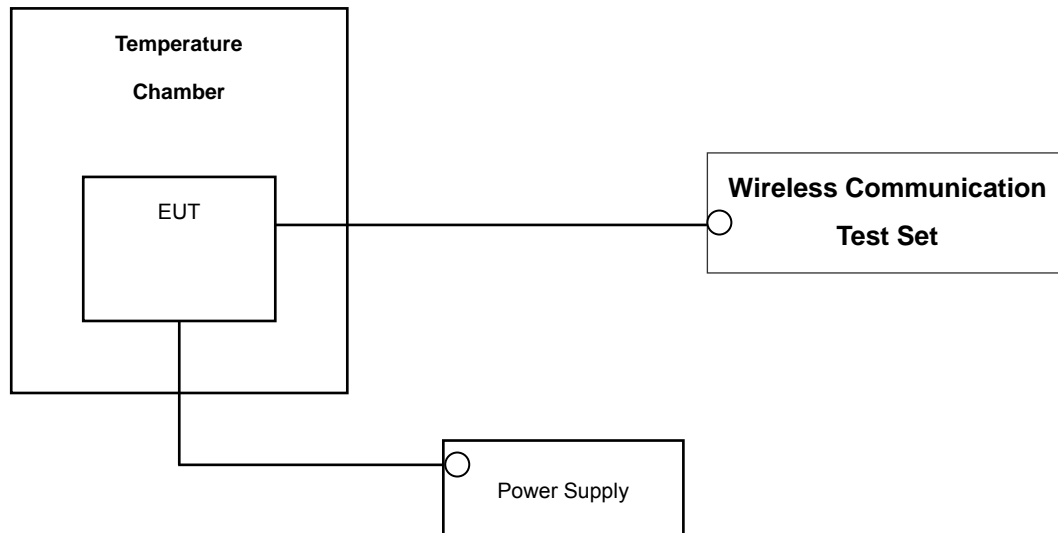 Temperature
Chamber
EUT
Wireless Communication
Test Set
Power Supply